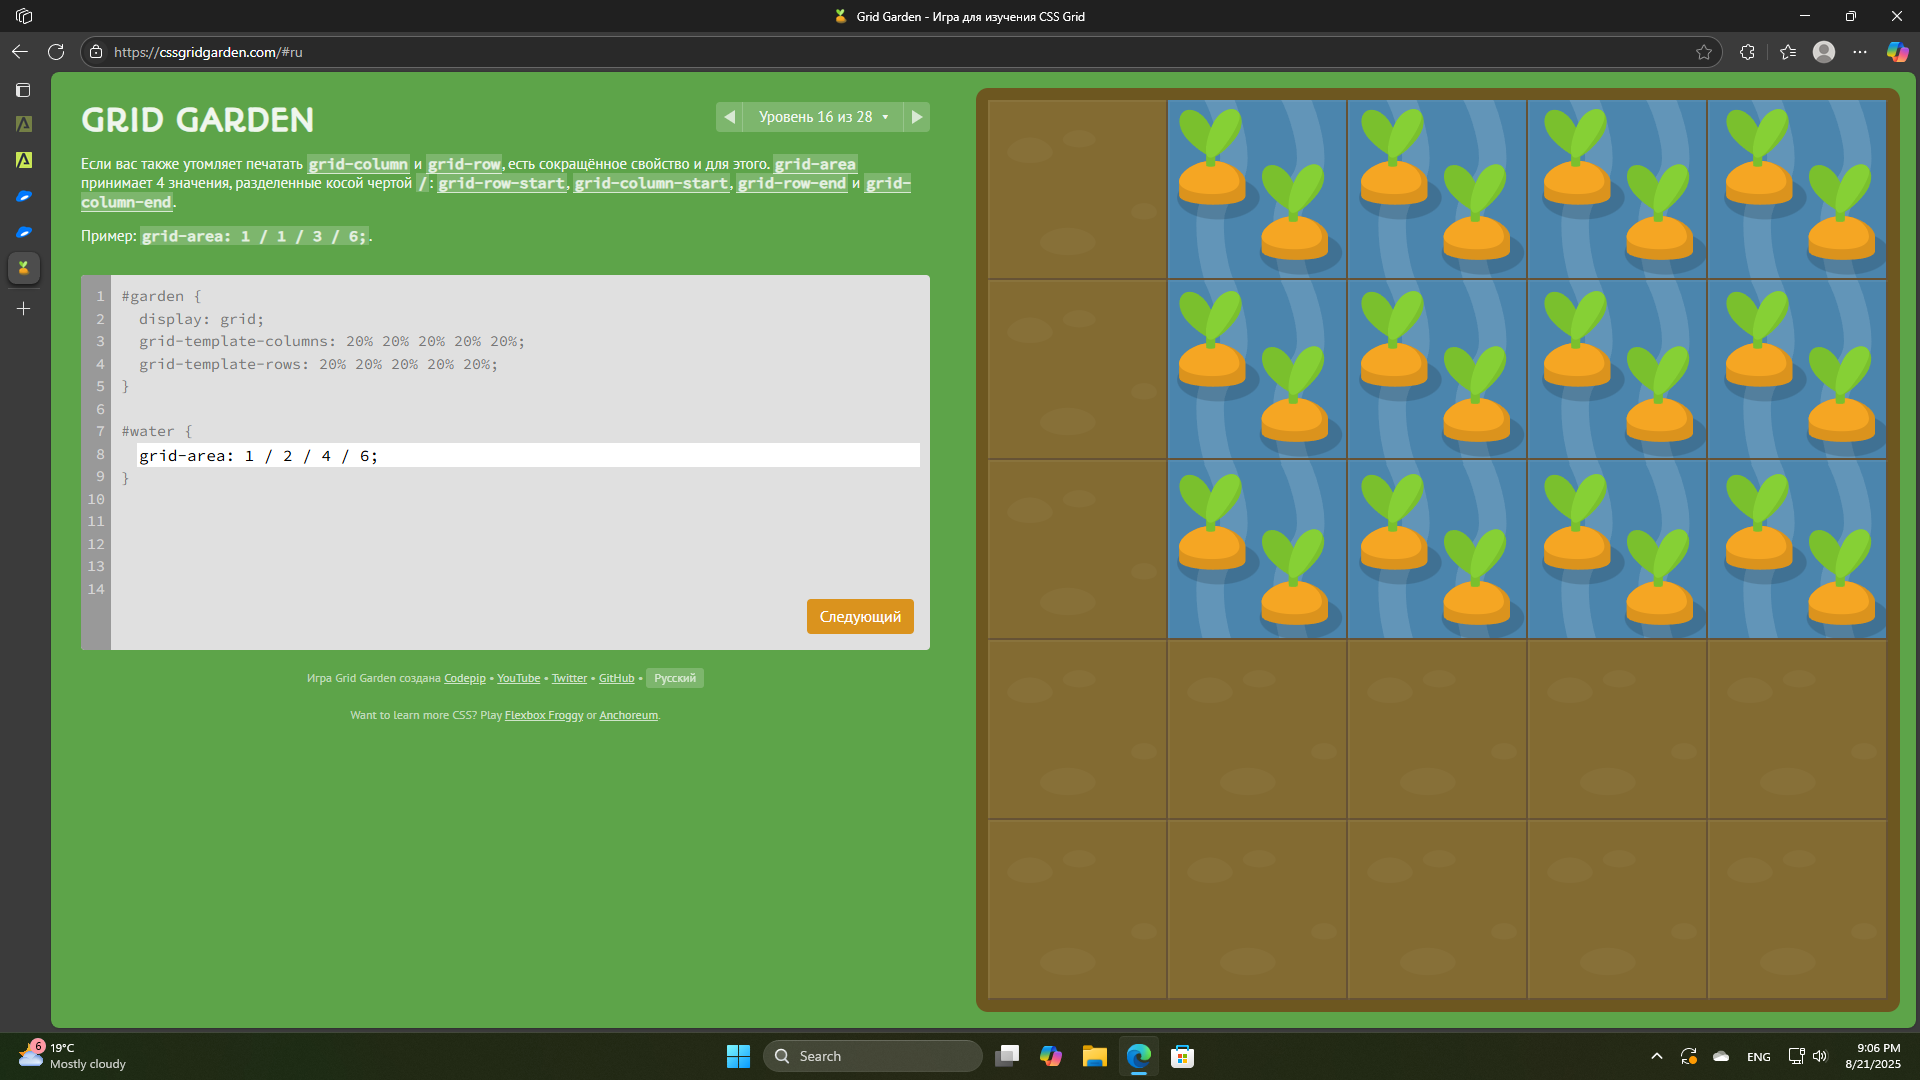 Grid Garden - Игра для изучения CSS Grid
https://cssgridgarden.com/#ru
GRID GARDEN
Уровень 16 из 28
Если вас также утомляет печатать grid-column и grid-row, есть сокращённое свойство и для этого. grid-area
принимает 4 значения, разделенные косой чертой /: grid-row-start, grid-column-start, grid-row-end и grid-
column-end.
Пример: grid-area: 1 / 1 / 3 / 6;.
1 #garden {
2 display: grid;
3 grid-template-columns: 20% 20% 20% 20% 20%;
4 grid-template-rows: 20% 20% 20% 20% 20%;
5 }
6
7 #water {
8 grid-area: 1 / 2 / 4 / 6;
9 }
10
11
12
13
14
Следующий
Игра Grid Garden создана Codepip • YouTube • Twitter • GitHub • Русский
Want to learn more CSS? Play Flexbox Froggy or Anchoreum.
6
19°C
Mostly cloudy
Search
ENG
9:06 PM
8/21/2025